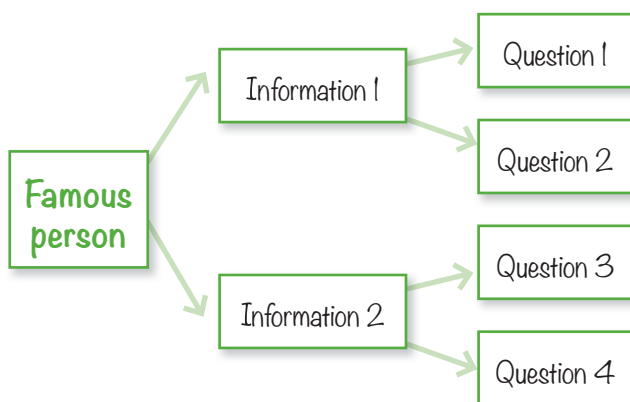 Famous
person
Information 1
Question 1
Question 2
Information 2
Question 3
Question 4